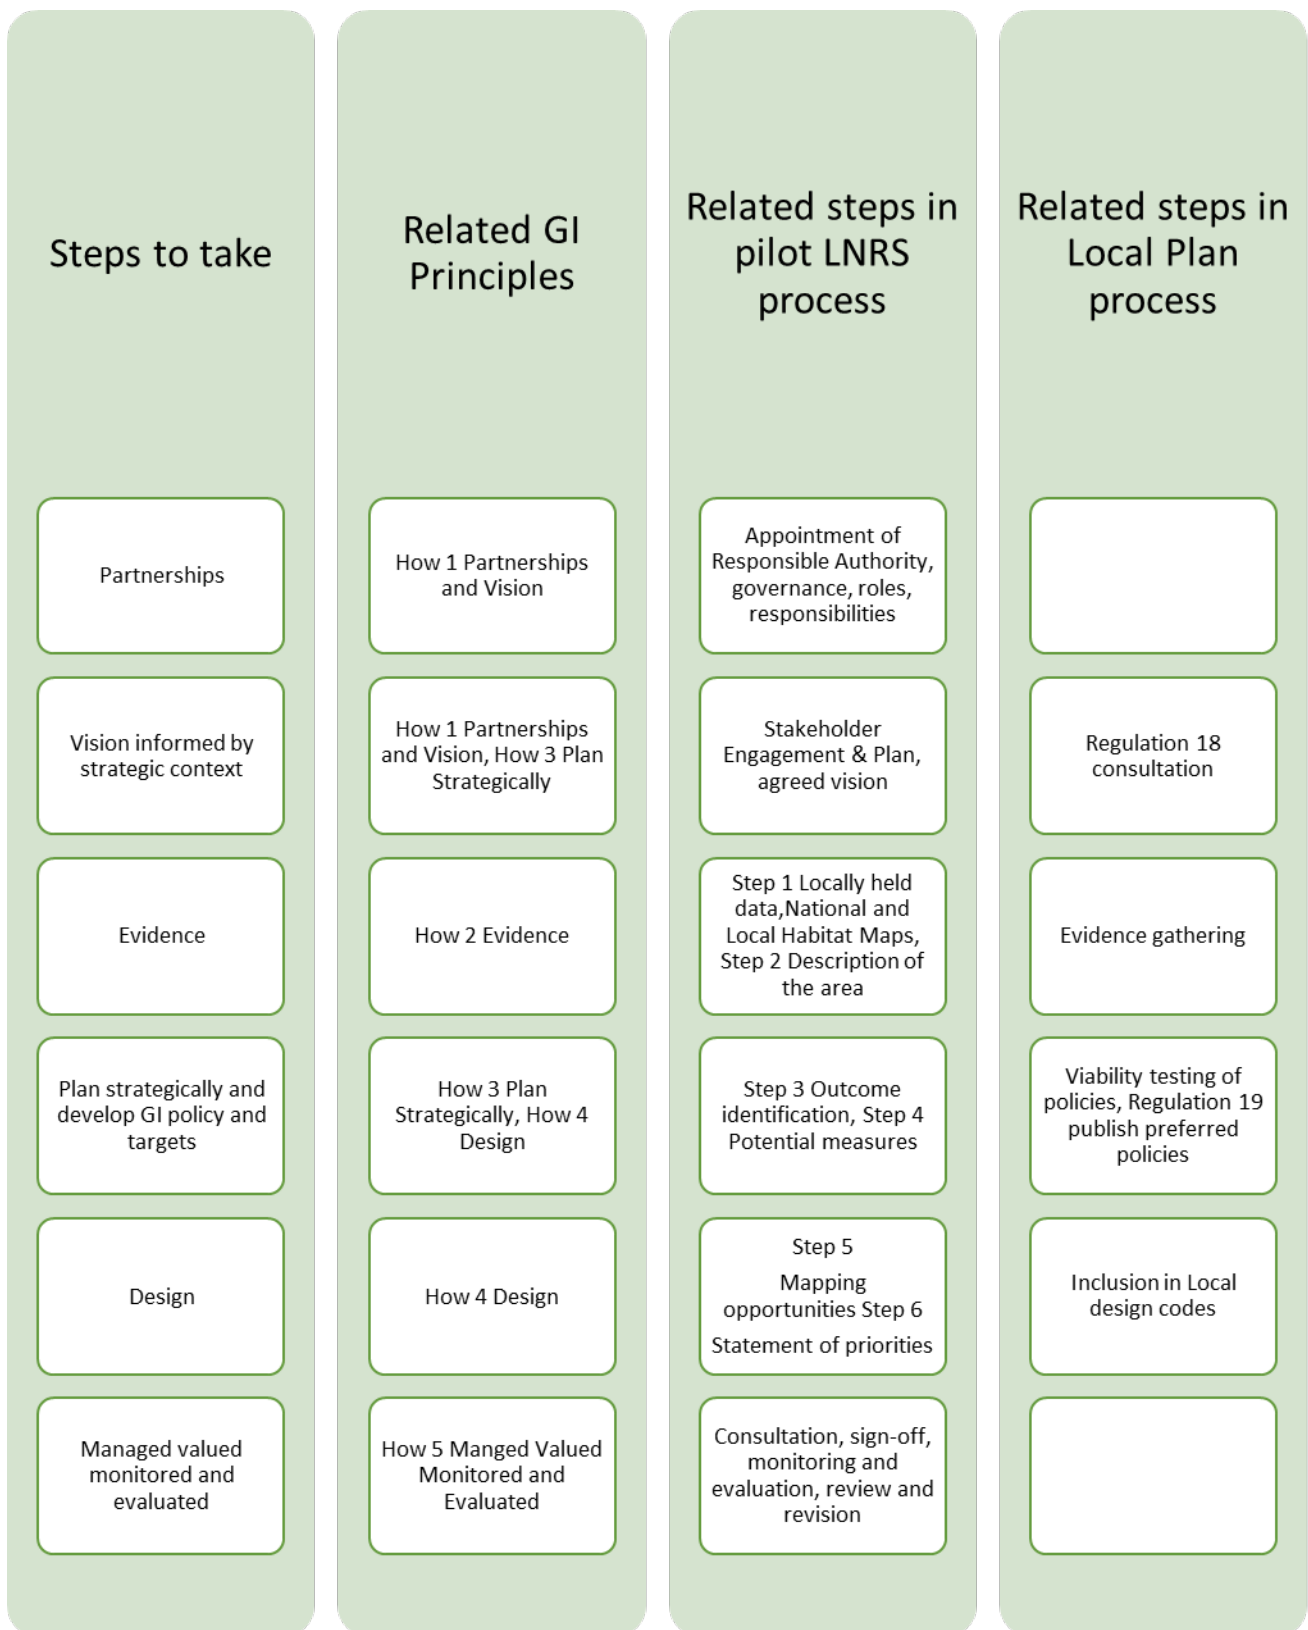 Steps to take
Related GI
Principles
Related steps in
pilot LNRS
process
Related steps in
Local Plan
process
Partnerships
How 1 Partnerships
and Vision
Appointment of
Responsible Authority,
governance, roles,
responsibilities
Vision informed by
strategic context
How 1 Partnerships
and Vision, How 3 Plan
Strategically
Stakeholder
Engagement & Plan,
agreed vision
Regulation 18
consultation
Evidence
How 2 Evidence
Step 1 Locally held
data,National and
Local Habitat Maps,
Step 2 Description of
the area
Evidence gathering
Plan strategically and
develop GI policy and
targets
How 3 Plan
Strategically, How 4
Design
Step 3 Outcome
identification, Step 4
Potential measures
Viability testing of
policies, Regulation 19
publish preferred
policies
Design
How 4 Design
Step 5
Mapping
opportunities Step 6
Statement of priorities
Inclusion in Local
design codes
Managed valued
monitored and
evaluated
How 5 Manged Valued
Monitored and
Evaluated
Consultation, sign-off,
monitoring and
evaluation, review and
revision